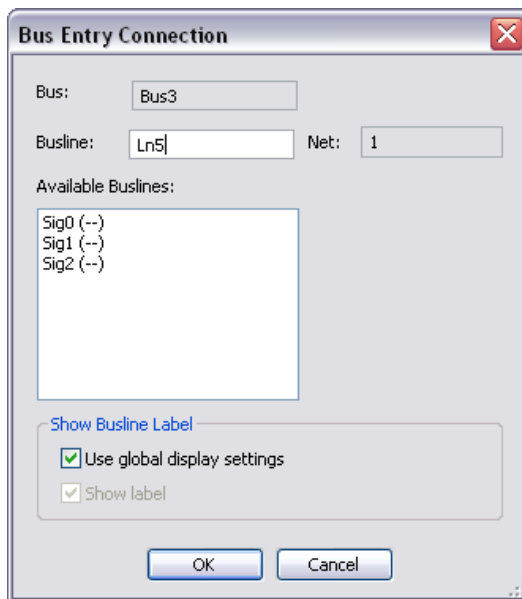 Bus Entry Connection
Bus: Bus3
Busline: Ln5 Net: 1
Available Buslines:
Sig0 (--)
Sig1 (--)
Sig2 (--)
Show Busline Label
Use global display settings
Show label
OK Cancel